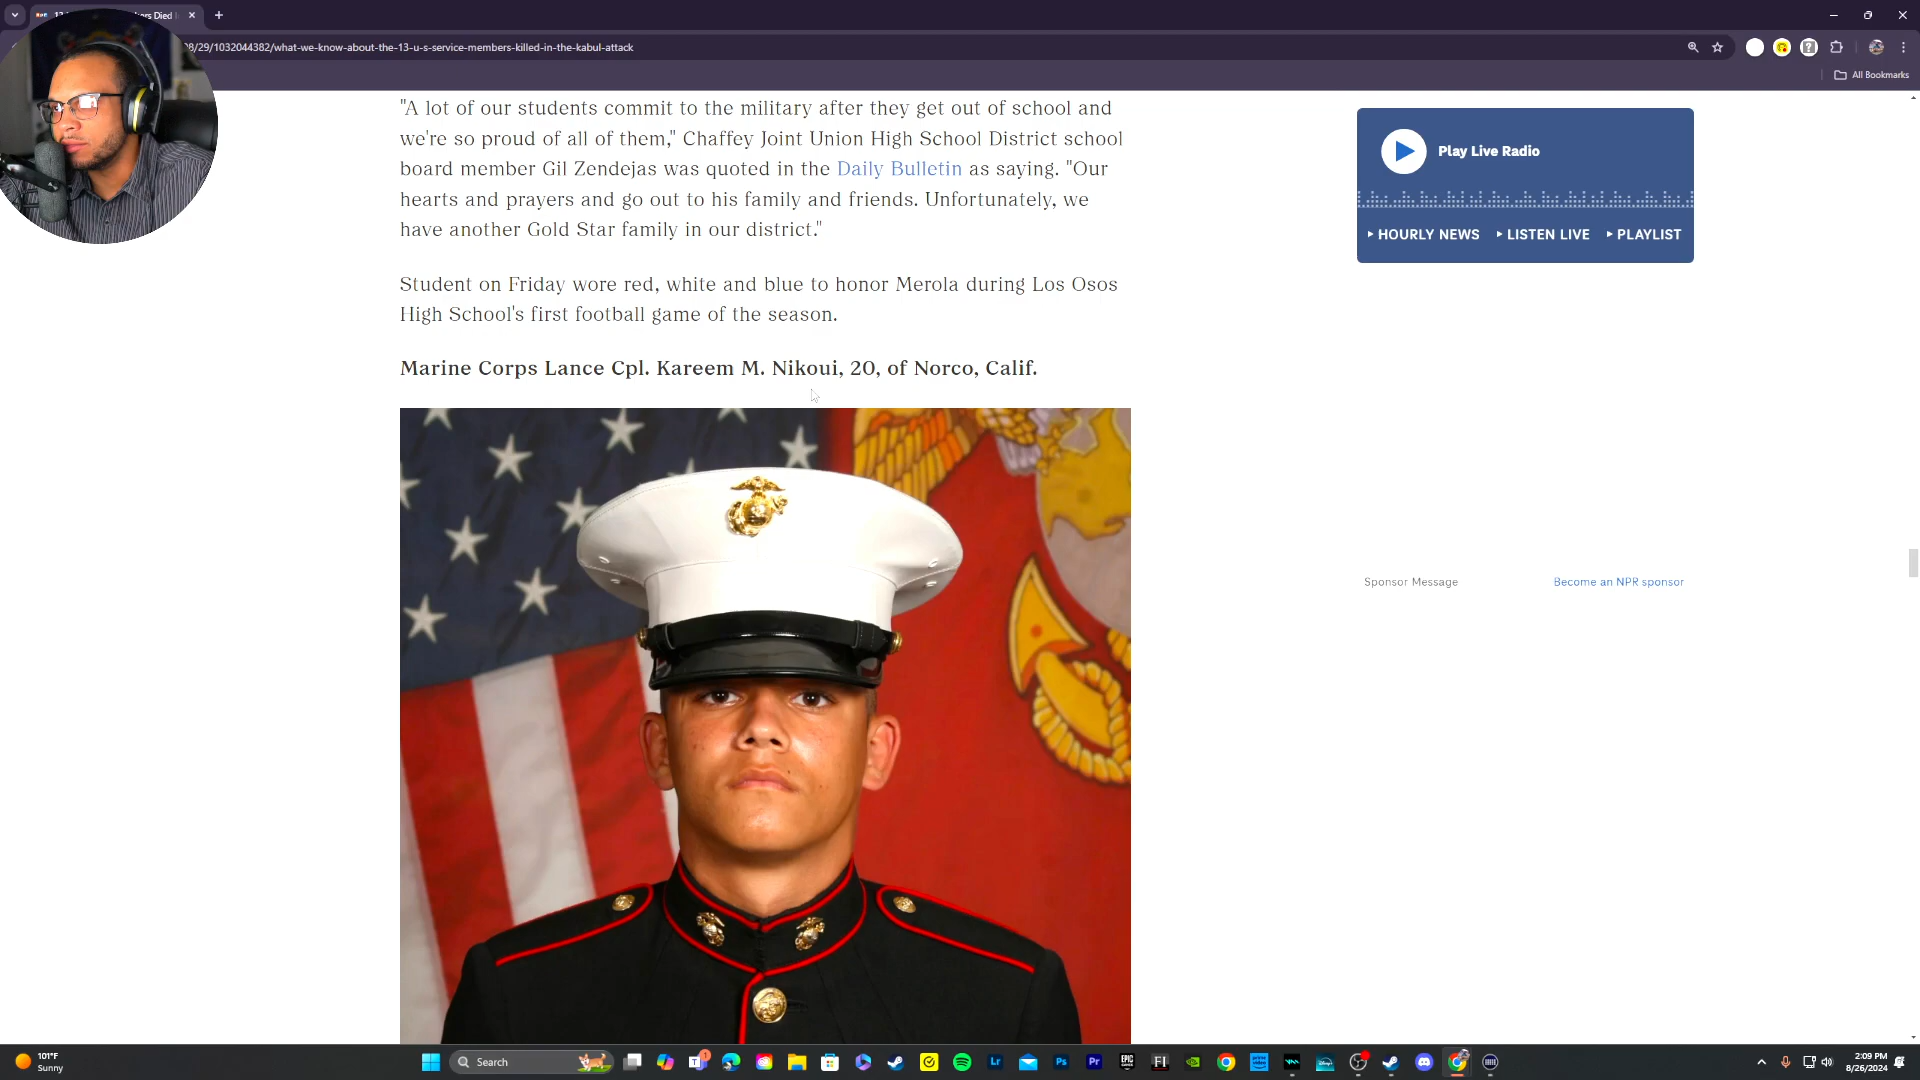 ers Died I
08/29/1032044382/what-we-know-about-the-13-u-s-service-members-killed-in-the-kabul-attack
All Bookmarks
"A lot of our students commit to the military after they get out of school and
we're so proud of all of them," Chaffey Joint Union High School District school
board member Gil Zendejas was quoted in the Daily Bulletin as saying. "Our
hearts and prayers and go out to his family and friends. Unfortunately, we
have another Gold Star family in our district."
Student on Friday wore red, white and blue to honor Merola during Los Osos
High School's first football game of the season.
Marine Corps Lance Cpl. Kareem M. Nikoui, 20, of Norco, Calif.
Play Live Radio
HOURLY NEWS
LISTEN LIVE
PLAYLIST
Sponsor Message
Become an NPR sponsor
101°F
Sunny
Search
2:09 PM
8/26/2024